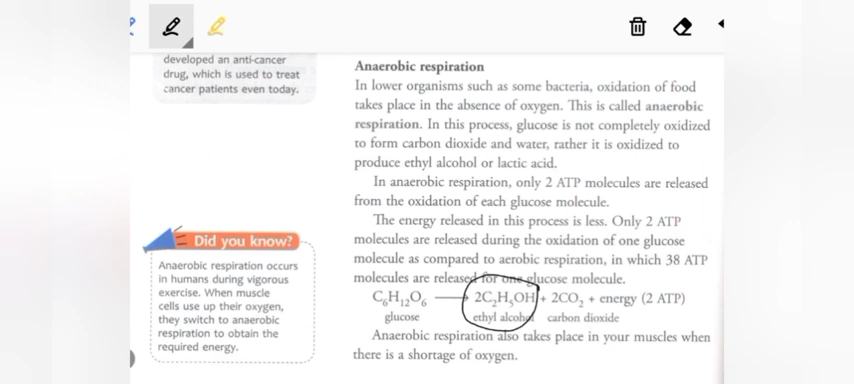 developed an anti-cancer
drug, which is used to treat
cancer patients even today.
Anaerobic respiration
In lower organisms such as some bacteria, oxidation of food
takes place in the absence of oxygen. This is called anaerobic
respiration. In this process, glucose is not completely oxidized
to form carbon dioxide and water, rather it is oxidized to
produce ethyl alcohol or lactic acid.
In anaerobic respiration, only 2 ATP molecules are released
from the oxidation of each glucose molecule.
The energy released in this process is less. Only 2 ATP
molecules are released during the oxidation of one glucose
molecule as compared to aerobic respiration, in which 38 ATP
molecules are released for one glucose molecule.
C₆H₁₂O₆ ⟶ 2C₂H₅OH + 2CO₂ + energy (2 ATP)
glucose ethyl alcohol carbon dioxide
Anaerobic respiration also takes place in your muscles when
there is a shortage of oxygen.
Did you know?
Anaerobic respiration occurs
in humans during vigorous
exercise. When muscle
cells use up their oxygen,
they switch to anaerobic
respiration to obtain the
required energy.